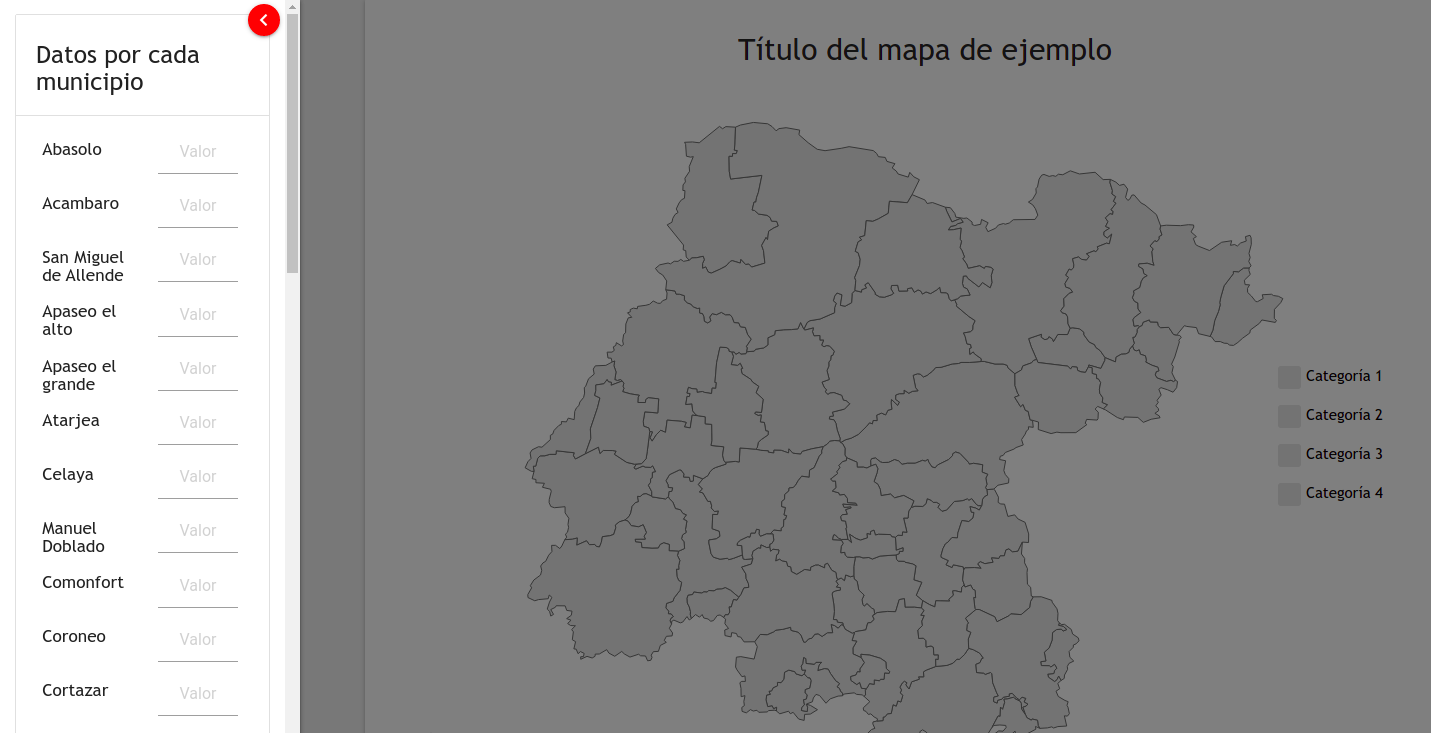 Datos por cada
municipio
Abasolo
Valor
Acambaro
Valor
San Miguel
de Allende
Valor
Apaseo el
alto
Valor
Apaseo el
grande
Valor
Atarjea
Valor
Celaya
Valor
Manuel
Doblado
Valor
Comonfort
Valor
Coroneo
Valor
Cortazar
Valor
Título del mapa de ejemplo
Categoría 1
Categoría 2
Categoría 3
Categoría 4